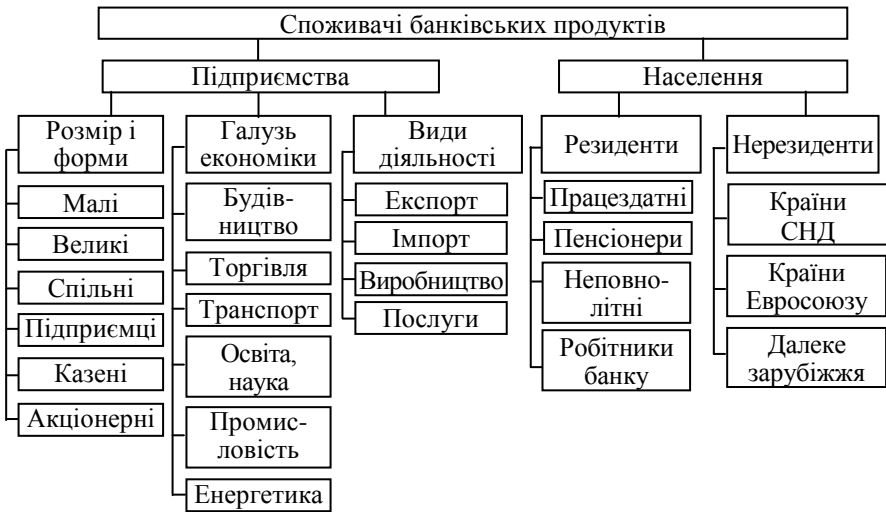 Споживачі банківських продуктів
Підприємства
Населення
Розмір і
форми
Малі
Великі
Спільні
Підприємці
Казені
Акціонерні
Галузь
економіки
Будів-
ництво
Торгівля
Транспорт
Освіта,
наука
Промис-
ловість
Енергетика
Види
діяльності
Експорт
Імпорт
Виробництво
Послуги
Резиденти
Працездатні
Пенсіонери
Неповно-
літні
Робітники
банку
Нерезиденти
Країни
СНД
Країни
Евросоюзу
Далеке
зарубіжжя